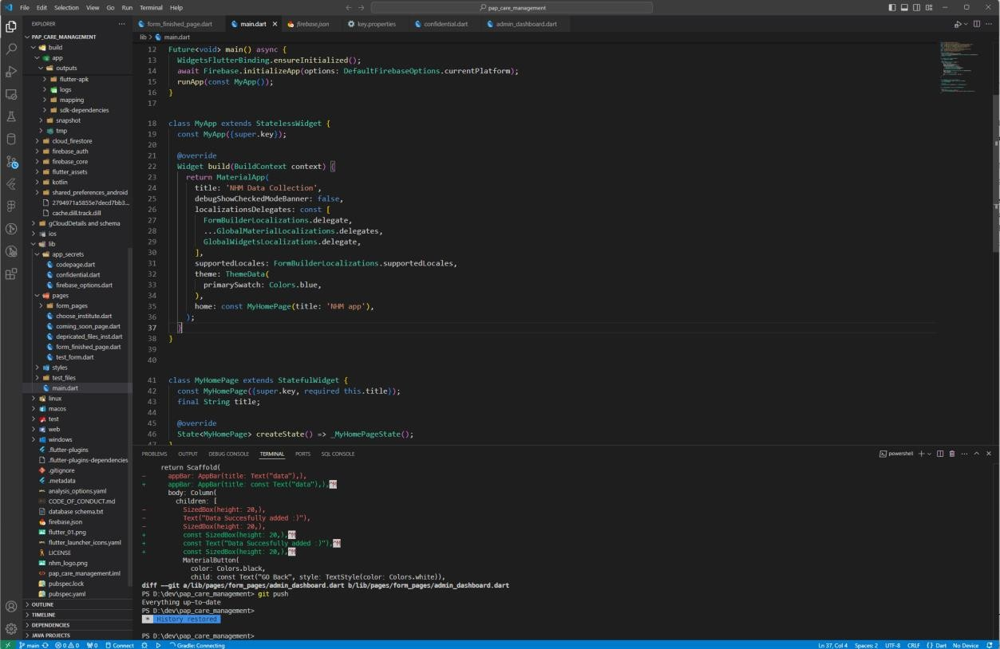 File Edit Selection View Go Run Terminal Help
pap_care_management
EXPLORER
PAP_CARE_MANAGEMENT
build
app
outputs
flutter-apk
logs
mapping
sdk-dependencies
snapshot
tmp
cloud_firestore
firebase_auth
firebase_core
flutter_assets
kotlin
shared_preferences_android
2794971a5855e7decd7bb3...
cache.dill.track.dill
gCloudDetails and schema
ios
lib
app_secrets
codepage.dart
confidential.dart
firebase_options.dart
pages
form_pages
choose_institute.dart
coming_soon_page.dart
depricated_files_inst.dart
form_finished_page.dart
test_form.dart
styles
test_files
main.dart
linux
macos
test
web
windows
.flutter-plugins
.flutter-plugins-dependencies
.gitignore
.metadata
analysis_options.yaml
CODE_OF_CONDUCT.md
database schema.txt
firebase.json
flutter_01.png
flutter_launcher_icons.yaml
LICENSE
nhm_logo.png
pap_care_management.iml
pubspec.lock
pubspec.yaml
OUTLINE
TIMELINE
DEPENDENCIES
JAVA PROJECTS
form_finished_page.dart main.dart firebase.json key.properties confidential.dart admin_dashboard.dart
lib > main.dart
12 Future<void> main() async {
13 WidgetsFlutterBinding.ensureInitialized();
14 await Firebase.initializeApp(options: DefaultFirebaseOptions.currentPlatform);
15 runApp(const MyApp());
16 }
17
18 class MyApp extends StatelessWidget {
19 const MyApp({super.key});
20
21 @override
22 Widget build(BuildContext context) {
23 return MaterialApp(
24 title: 'NHM Data Collection',
25 debugShowCheckedModeBanner: false,
26 localizationsDelegates: const [
27 FormBuilderLocalizations.delegate,
28 ...GlobalMaterialLocalizations.delegates,
29 GlobalWidgetsLocalizations.delegate,
30 ],
31 supportedLocales: FormBuilderLocalizations.supportedLocales,
32 theme: ThemeData(
33 primarySwatch: Colors.blue,
34 ),
35 home: const MyHomePage(title: 'NHM app'),
36 );
37 }
38 }
39
40
41 class MyHomePage extends StatefulWidget {
42 const MyHomePage({super.key, required this.title});
43 final String title;
44
45 @override
46 State<MyHomePage> createState() => _MyHomePageState();
47 }
PROBLEMS OUTPUT DEBUG CONSOLE TERMINAL PORTS SQL CONSOLE
powershell
return Scaffold(
- appBar: AppBar(title: Text("data"),),
+ appBar: AppBar(title: const Text("data"),),^M
body: Column(
children: [
- SizedBox(height: 20,),
- Text("Data Succesfully added :)"),
- SizedBox(height: 20,),
+ const SizedBox(height: 20,),^M
+ const Text("Data Succesfully added :)"),^M
+ const SizedBox(height: 20,),^M
MaterialButton(
color: Colors.black,
child: const Text("GO Back", style: TextStyle(color: Colors.white)),
diff --git a/lib/pages/form_pages/admin_dashboard.dart b/lib/pages/form_pages/admin_dashboard.dart
PS D:\dev\pap_care_management> git push
Everything up-to-date
PS D:\dev\pap_care_management>
* History restored
PS D:\dev\pap_care_management>
main 0 0 0 Connect Gradle: Connecting Ln 37, Col 4 Spaces: 2 UTF-8 CRLF {} Dart No Device